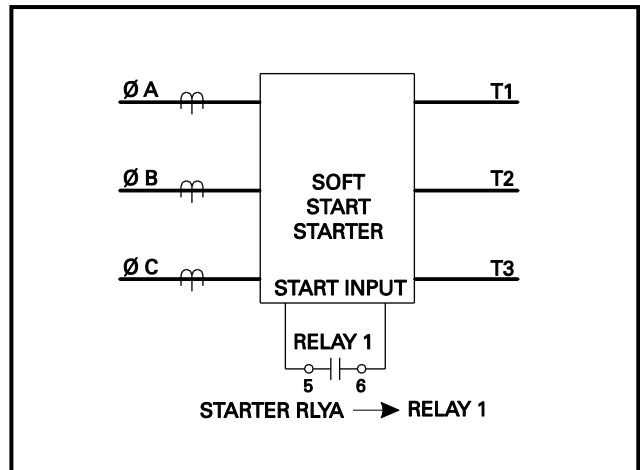 Ø A
T1
Ø B
T2
SOFT
START
STARTER
Ø C
T3
START INPUT
RELAY 1
5
6
STARTER RLYA → RELAY 1